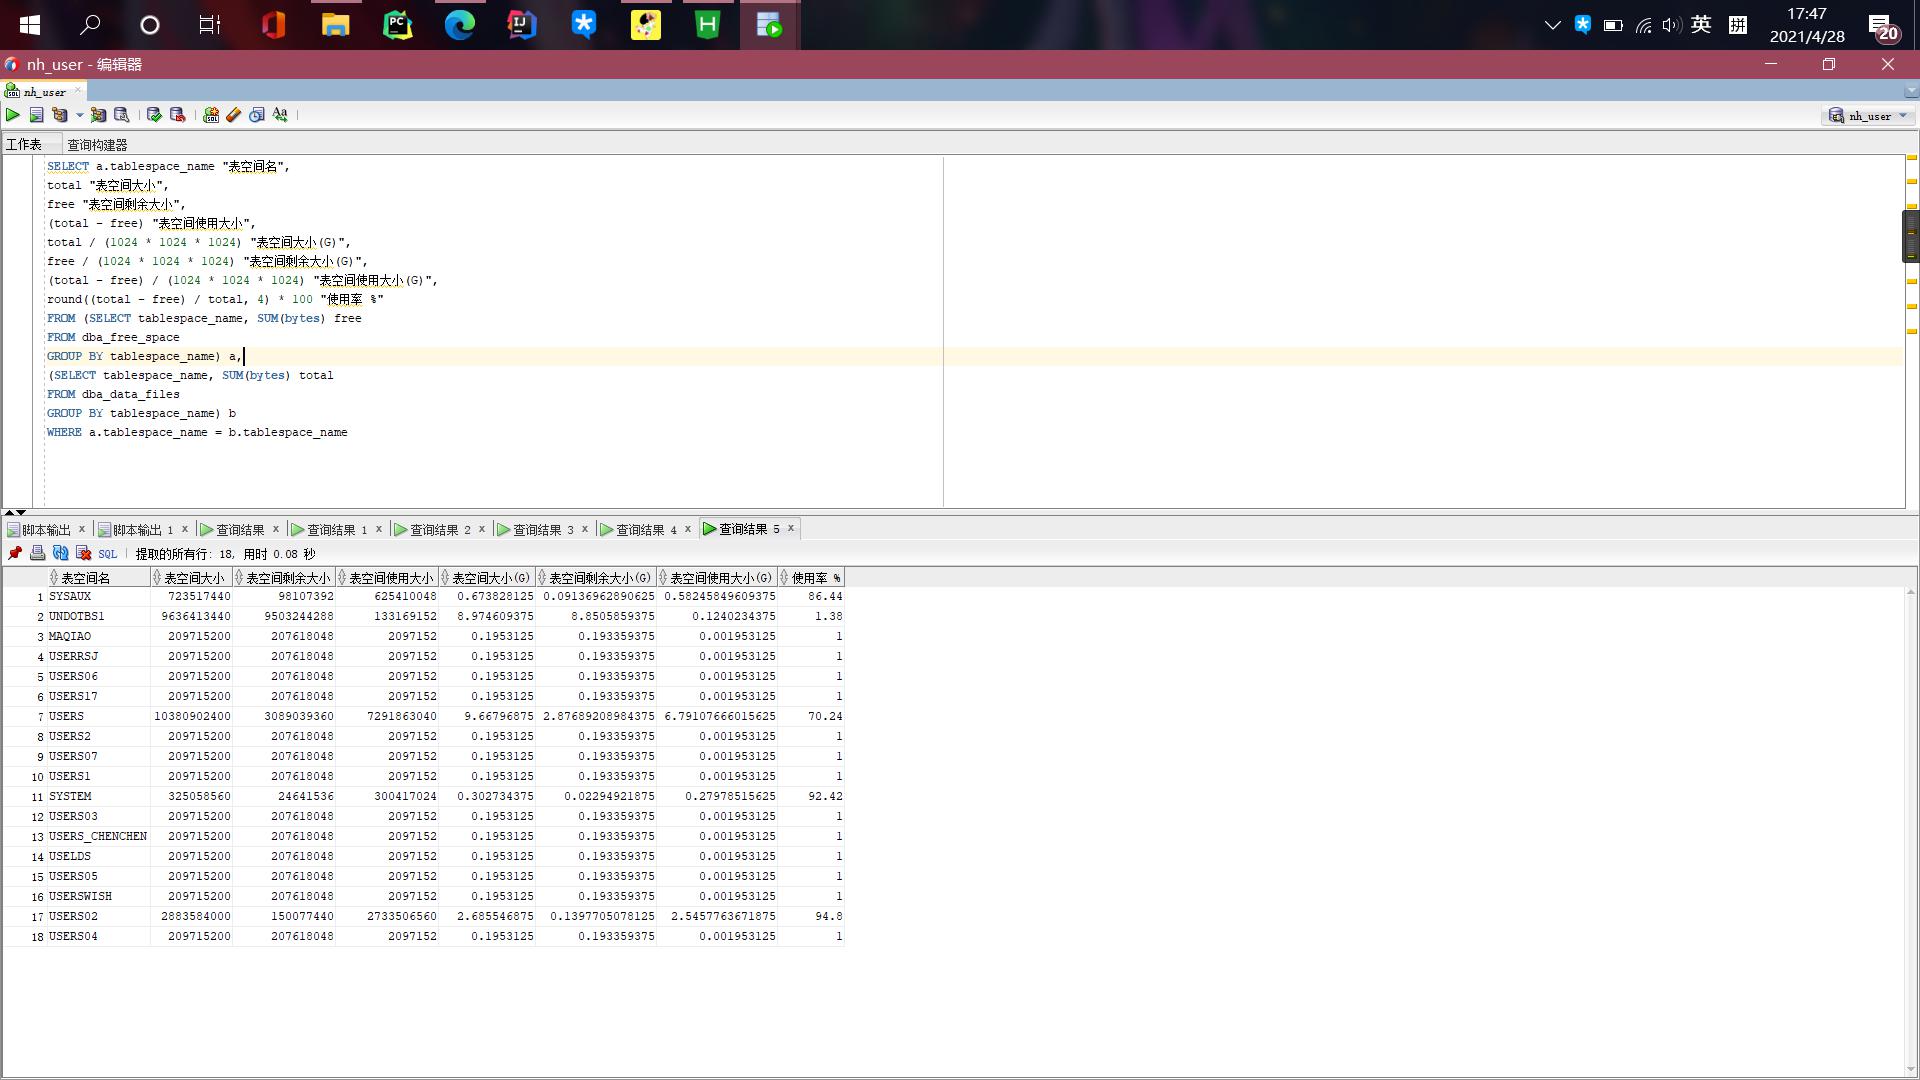 17:47
英
拼
2021/4/28
20
nh_user - 编辑器
nh_user
nh_user
工作表 查询构建器
SELECT a.tablespace_name "表空间名",
total "表空间大小",
free "表空间剩余大小",
(total - free) "表空间使用大小",
total / (1024 * 1024 * 1024) "表空间大小(G)",
free / (1024 * 1024 * 1024) "表空间剩余大小(G)",
(total - free) / (1024 * 1024 * 1024) "表空间使用大小(G)",
round((total - free) / total, 4) * 100 "使用率 %"
FROM (SELECT tablespace_name, SUM(bytes) free
FROM dba_free_space
GROUP BY tablespace_name) a,
(SELECT tablespace_name, SUM(bytes) total
FROM dba_data_files
GROUP BY tablespace_name) b
WHERE a.tablespace_name = b.tablespace_name
脚本输出 x 脚本输出 1 x 查询结果 x 查询结果 1 x 查询结果 2 x 查询结果 3 x 查询结果 4 x 查询结果 5 x
SQL 提取的所有行: 18, 用时 0.08 秒
表空间名 表空间大小 表空间剩余大小 表空间使用大小 表空间大小(G) 表空间剩余大小(G) 表空间使用大小(G) 使用率 %
1 SYSAUX 723517440 98107392 625410048 0.673828125 0.09136962890625 0.58245849609375 86.44
2 UNDOTBS1 9636413440 9503244288 133169152 8.974609375 8.8505859375 0.1240234375 1.38
3 MAQIAO 209715200 207618048 2097152 0.1953125 0.193359375 0.001953125 1
4 USERRSJ 209715200 207618048 2097152 0.1953125 0.193359375 0.001953125 1
5 USERS06 209715200 207618048 2097152 0.1953125 0.193359375 0.001953125 1
6 USERS17 209715200 207618048 2097152 0.1953125 0.193359375 0.001953125 1
7 USERS 10380902400 3089039360 7291863040 9.66796875 2.87689208984375 6.79107666015625 70.24
8 USERS2 209715200 207618048 2097152 0.1953125 0.193359375 0.001953125 1
9 USERS07 209715200 207618048 2097152 0.1953125 0.193359375 0.001953125 1
10 USERS1 209715200 207618048 2097152 0.1953125 0.193359375 0.001953125 1
11 SYSTEM 325058560 24641536 300417024 0.302734375 0.02294921875 0.27978515625 92.42
12 USERS03 209715200 207618048 2097152 0.1953125 0.193359375 0.001953125 1
13 USERS_CHENCHEN 209715200 207618048 2097152 0.1953125 0.193359375 0.001953125 1
14 USELDS 209715200 207618048 2097152 0.1953125 0.193359375 0.001953125 1
15 USERS05 209715200 207618048 2097152 0.1953125 0.193359375 0.001953125 1
16 USERSWISH 209715200 207618048 2097152 0.1953125 0.193359375 0.001953125 1
17 USERS02 2883584000 150077440 2733506560 2.685546875 0.1397705078125 2.5457763671875 94.8
18 USERS04 209715200 207618048 2097152 0.1953125 0.193359375 0.001953125 1